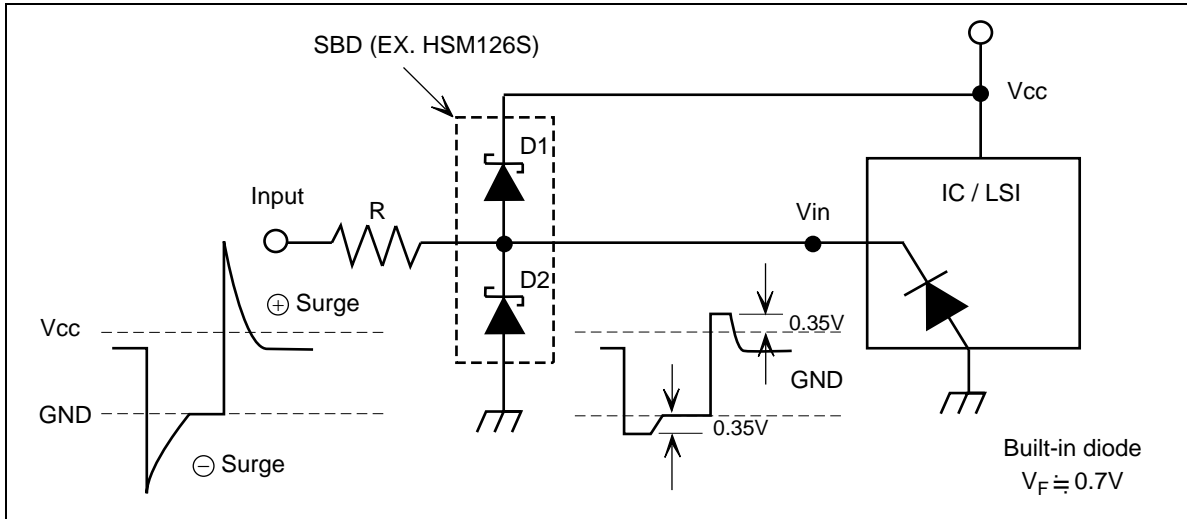 SBD (EX. HSM126S)
Vcc
D1
IC / LSI
Input
R
Vin
D2
⊕ Surge
Vcc
0.35V
GND
GND
0.35V
⊖ Surge
Built-in diode
VF ≒ 0.7V